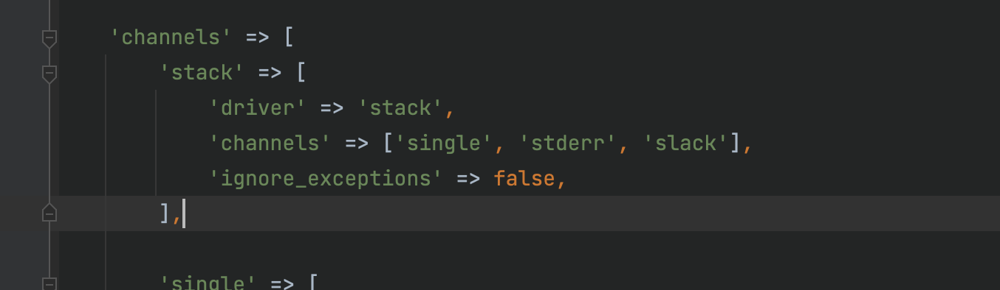 'channels' => [
'stack' => [
'driver' => 'stack',
'channels' => ['single', 'stderr', 'slack'],
'ignore_exceptions' => false,
],
'single' => [